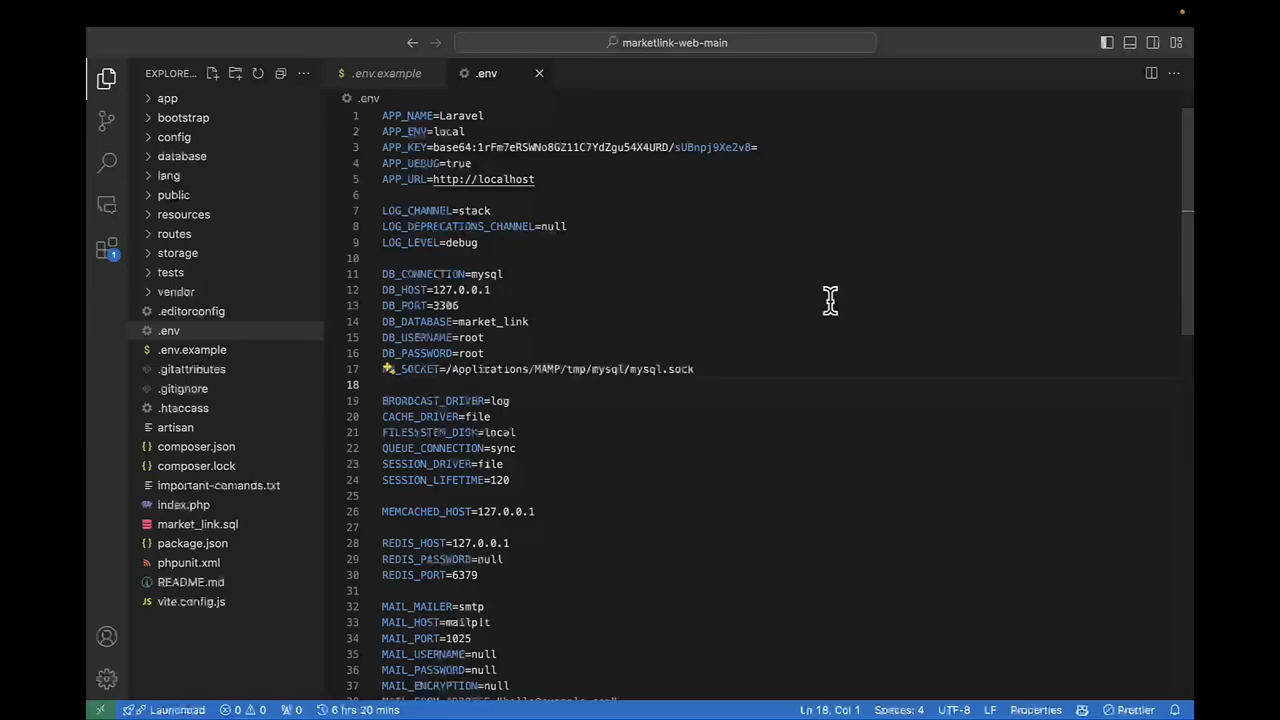 marketlink-web-main
EXPLORE...
.env.example
.env
.env
app
bootstrap
config
database
lang
public
resources
routes
storage
tests
vendor
.editorconfig
.env
.env.example
.gitattributes
.gitignore
.htaccess
artisan
composer.json
composer.lock
important-comands.txt
index.php
market_link.sql
package.json
phpunit.xml
README.md
vite.config.js
1 APP_NAME=Laravel
2 APP_ENV=local
3 APP_KEY=base64:1rFm7eRSWNo8GZ11C7YdZgu54X4URD/sUBnpj9Xe2v8=
4 APP_DEBUG=true
5 APP_URL=http://localhost
6
7 LOG_CHANNEL=stack
8 LOG_DEPRECATIONS_CHANNEL=null
9 LOG_LEVEL=debug
10
11 DB_CONNECTION=mysql
12 DB_HOST=127.0.0.1
13 DB_PORT=3306
14 DB_DATABASE=market_link
15 DB_USERNAME=root
16 DB_PASSWORD=root
17 DB_SOCKET=/Applications/MAMP/tmp/mysql/mysql.sock
18
19 BROADCAST_DRIVER=log
20 CACHE_DRIVER=file
21 FILESYSTEM_DISK=local
22 QUEUE_CONNECTION=sync
23 SESSION_DRIVER=file
24 SESSION_LIFETIME=120
25
26 MEMCACHED_HOST=127.0.0.1
27
28 REDIS_HOST=127.0.0.1
29 REDIS_PASSWORD=null
30 REDIS_PORT=6379
31
32 MAIL_MAILER=smtp
33 MAIL_HOST=mailpit
34 MAIL_PORT=1025
35 MAIL_USERNAME=null
36 MAIL_PASSWORD=null
37 MAIL_ENCRYPTION=null
1
Launchpad 0 0 0 6 hrs 20 mins Ln 18, Col 1 Spaces: 4 UTF-8 LF Properties Prettier